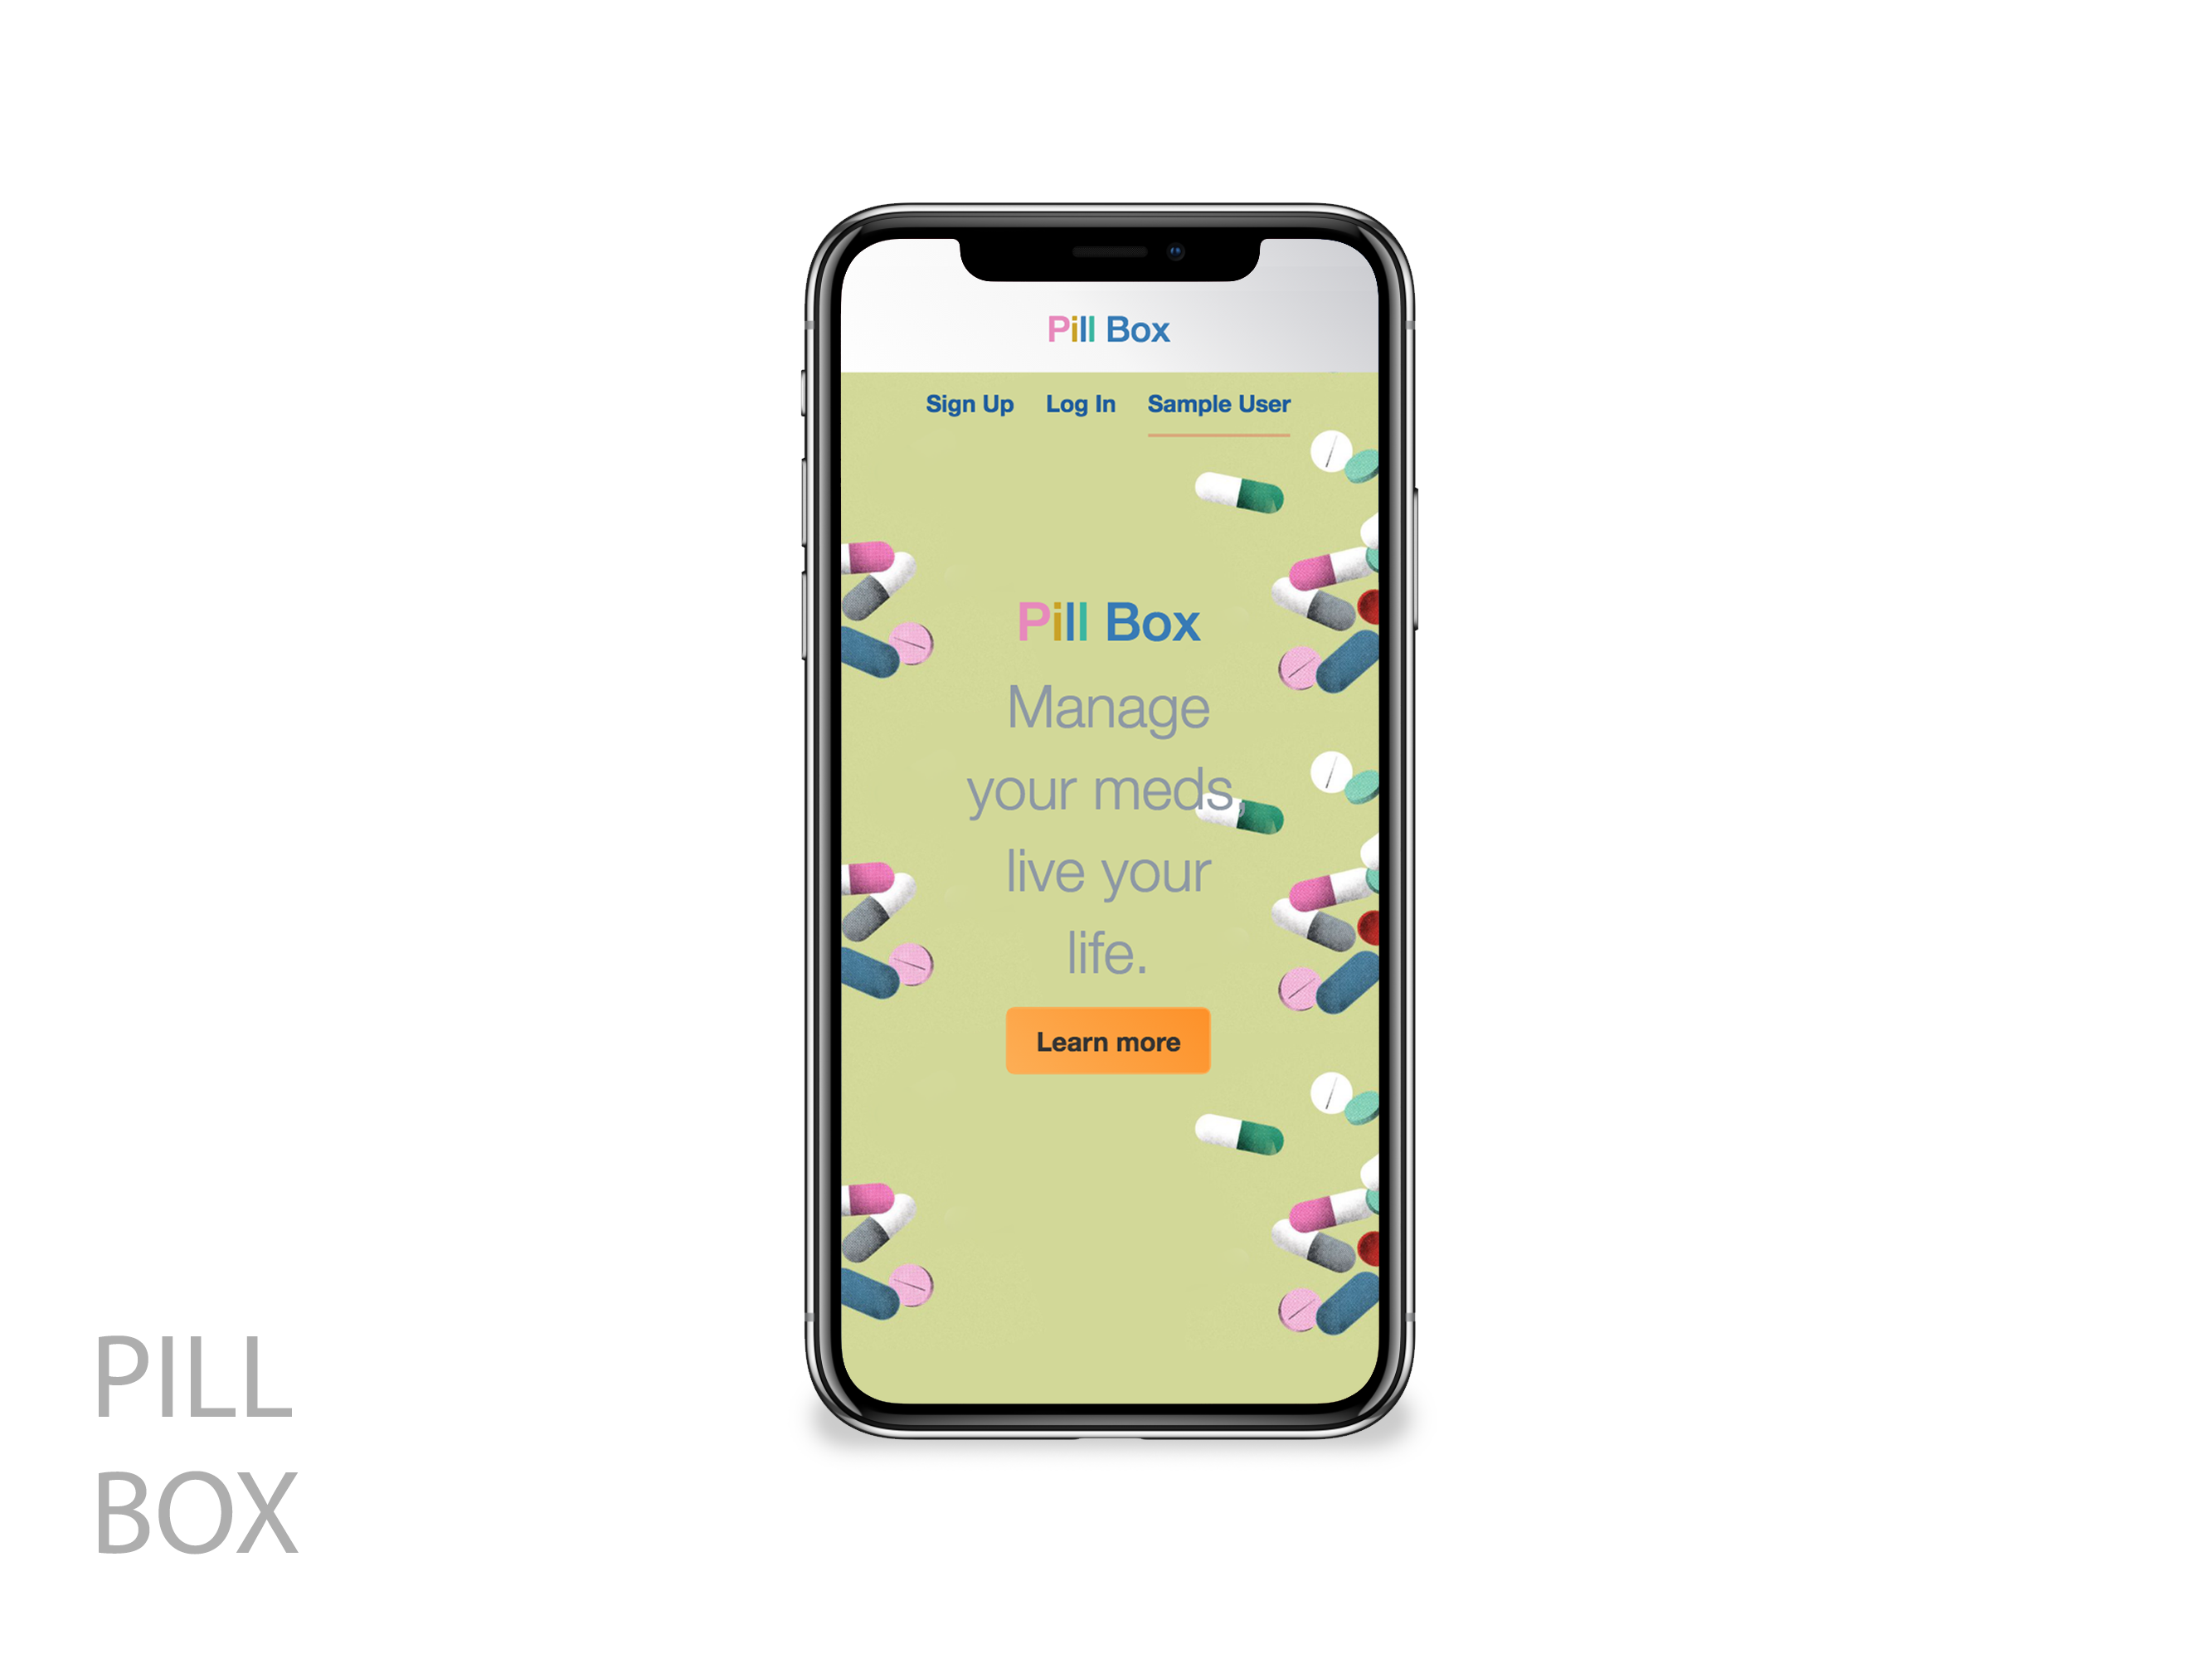 Pill Box
Sign Up Log In Sample User
Pill Box
Manage
your meds,
live your
life.
Learn more
PILL
BOX